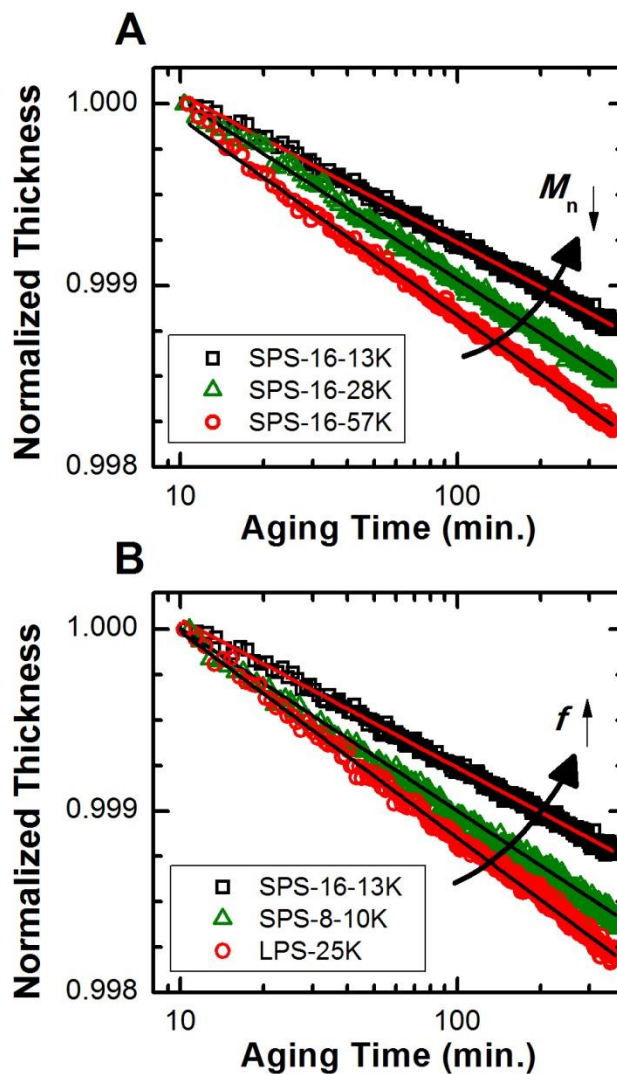 A
1.000
0.999
0.998
Normalized Thickness
Mn
SPS-16-13K
SPS-16-28K
SPS-16-57K
10
100
Aging Time (min.)
B
1.000
0.999
0.998
Normalized Thickness
f
SPS-16-13K
SPS-8-10K
LPS-25K
10
100
Aging Time (min.)